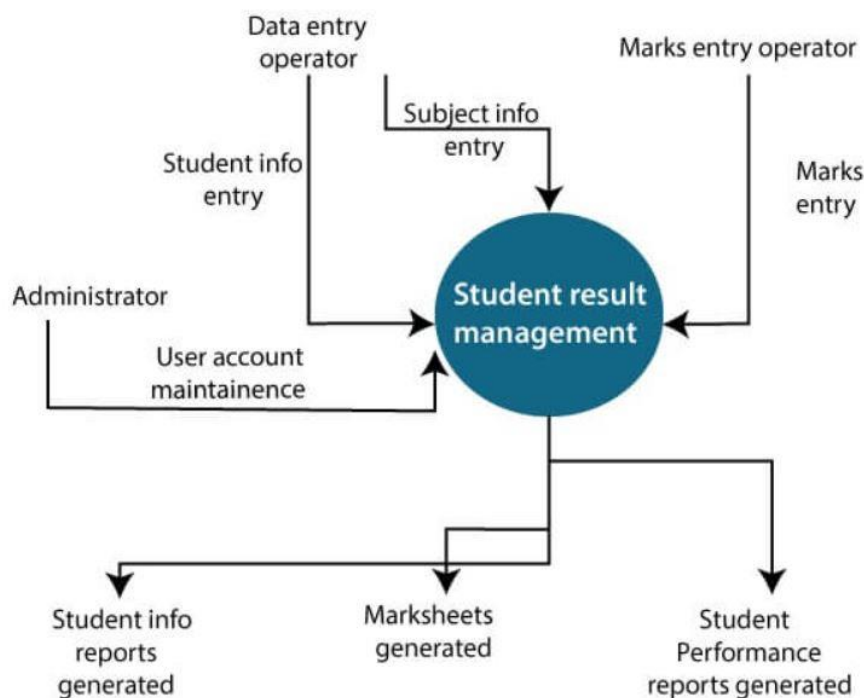 Data entry
operator
Marks entry operator
Subject info
entry
Student info
entry
Marks
entry
Administrator
Student result
management
User account
maintainence
Student info
reports
generated
Marksheets
generated
Student
Performance
reports generated